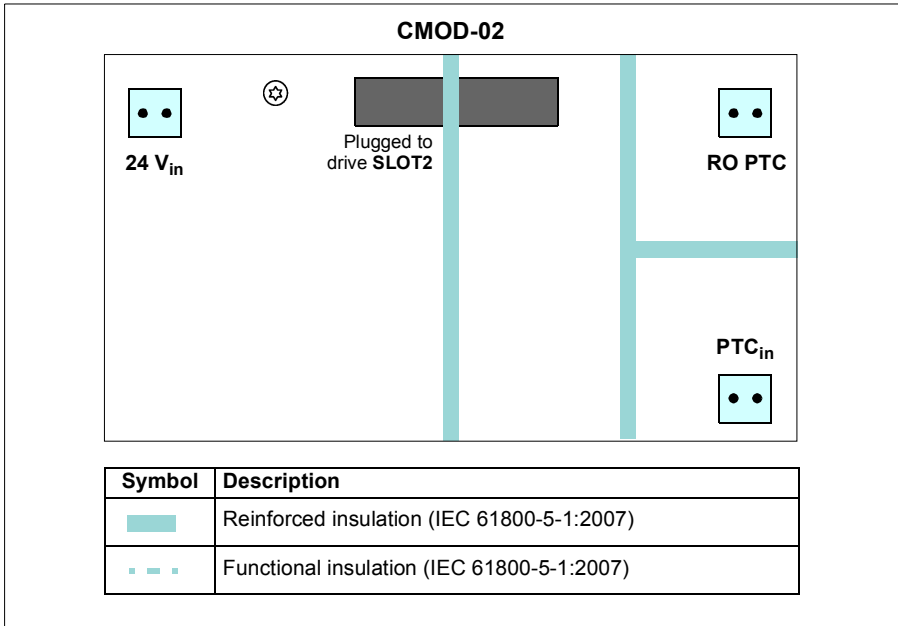 CMOD-02
24 Vin
Plugged to
drive SLOT2
RO PTC
PTCin
Symbol Description
Reinforced insulation (IEC 61800-5-1:2007)
Functional insulation (IEC 61800-5-1:2007)